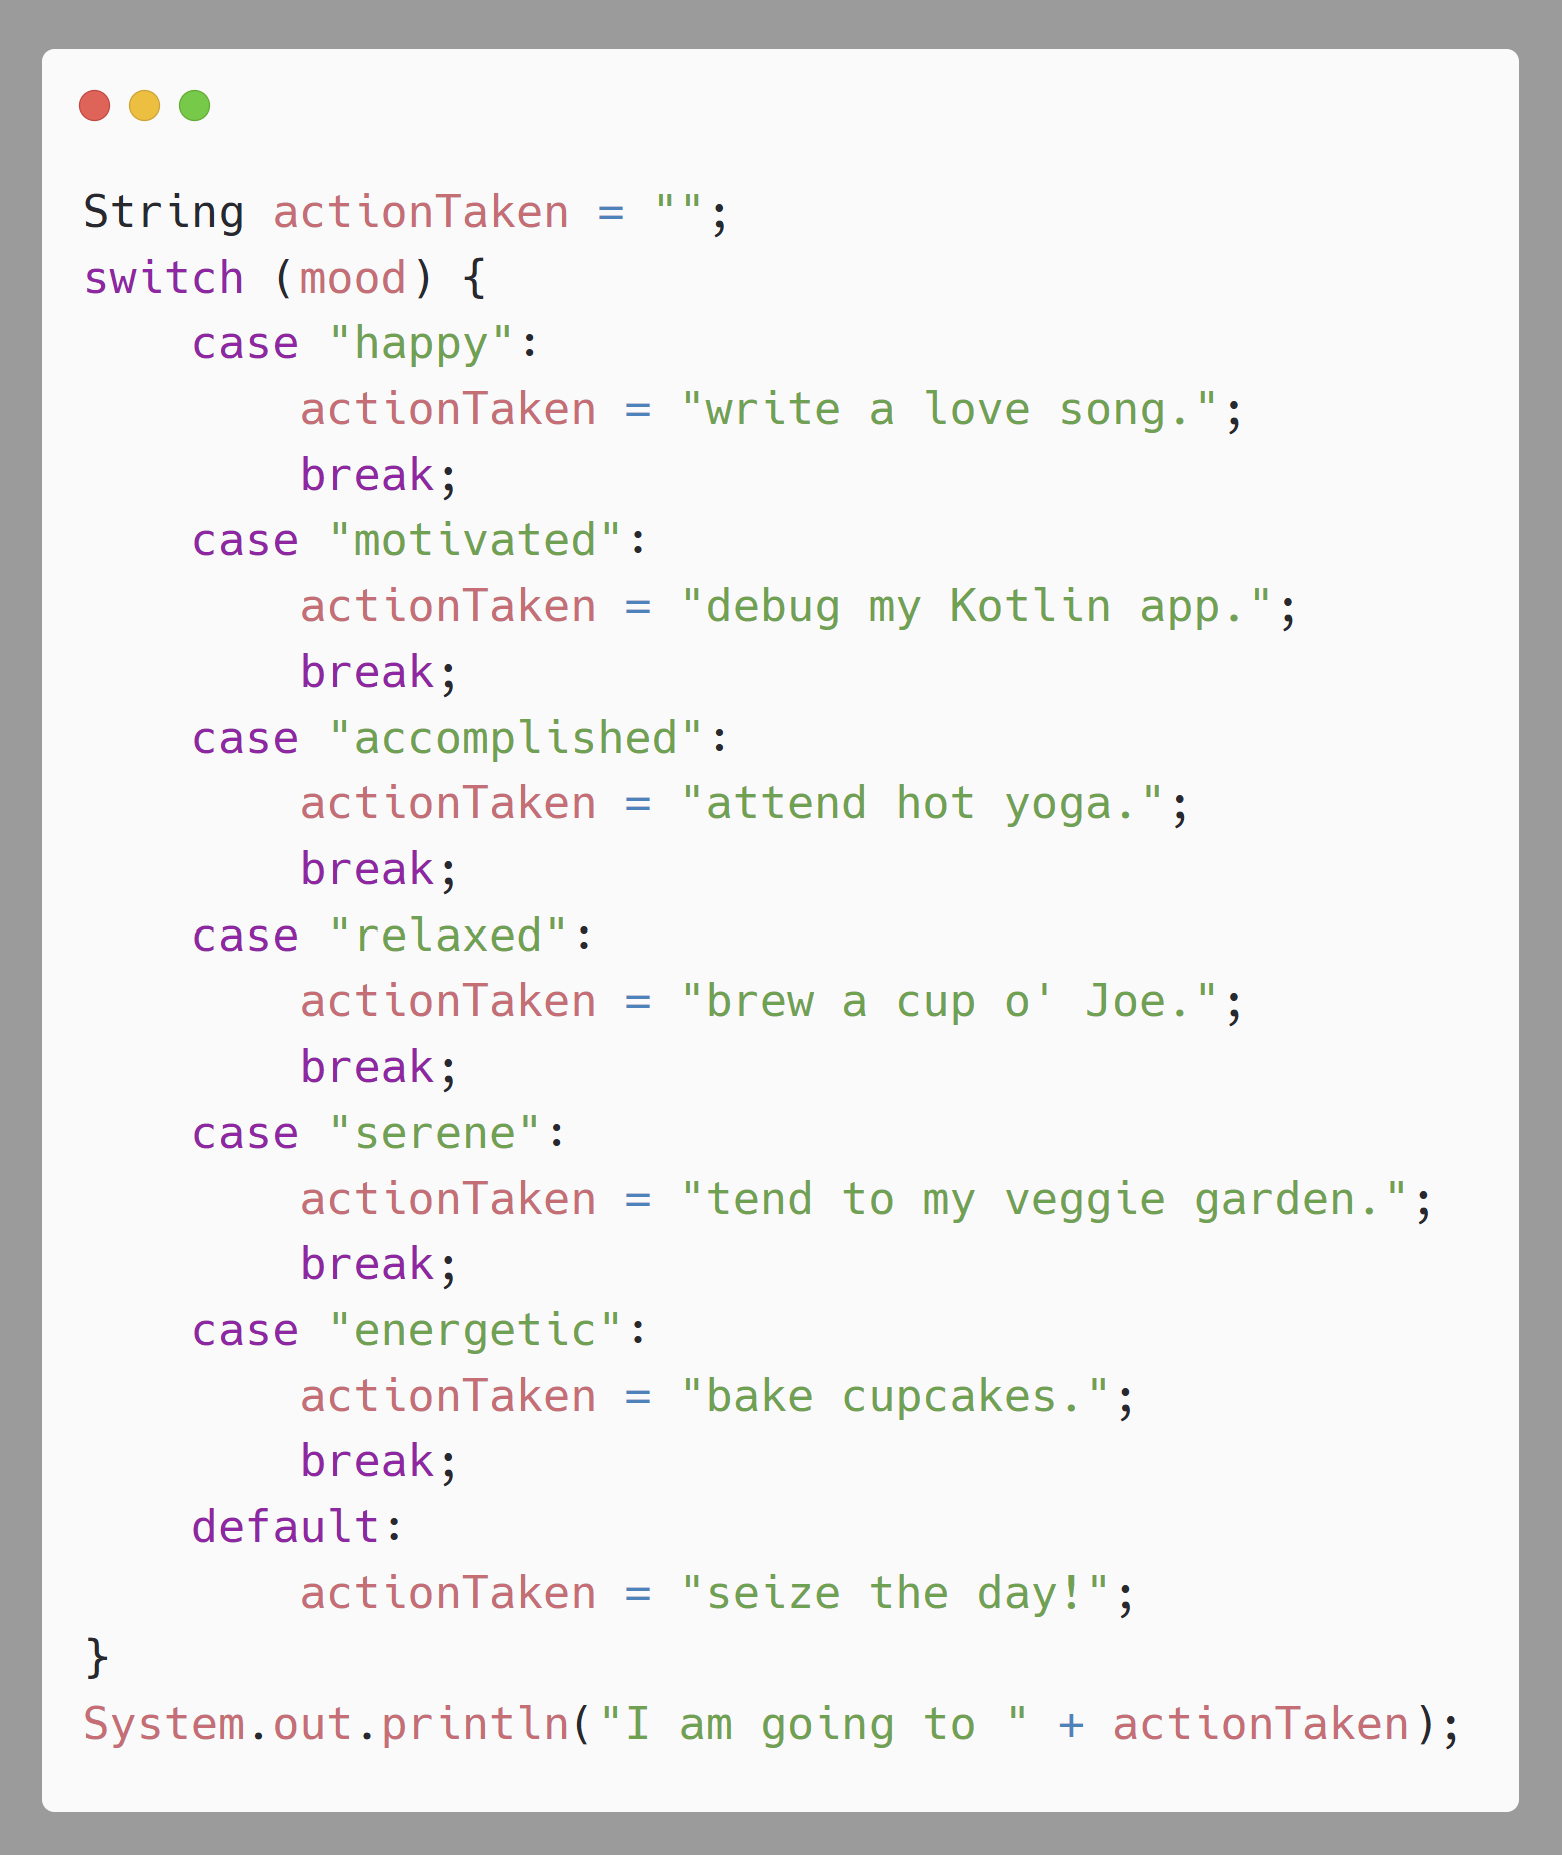 String actionTaken = "";
switch (mood) {
    case "happy":
        actionTaken = "write a love song.";
        break;
    case "motivated":
        actionTaken = "debug my Kotlin app.";
        break;
    case "accomplished":
        actionTaken = "attend hot yoga.";
        break;
    case "relaxed":
        actionTaken = "brew a cup o' Joe.";
        break;
    case "serene":
        actionTaken = "tend to my veggie garden.";
        break;
    case "energetic":
        actionTaken = "bake cupcakes.";
        break;
    default:
        actionTaken = "seize the day!";
}
System.out.println("I am going to " + actionTaken);